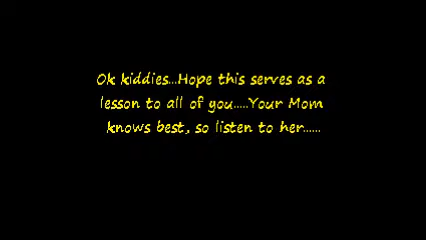 Ok kiddies...Hope this serves as a
lesson to all of you.....Your Mom
knows best, so listen to her......